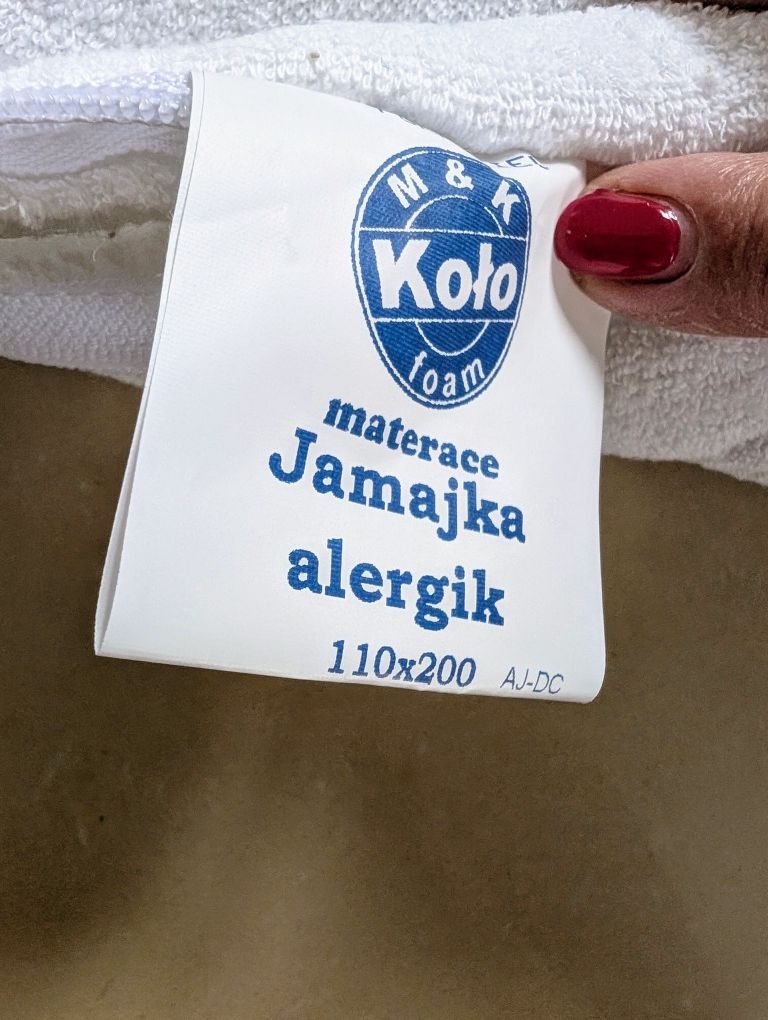 M & K
Koło
foam
materace
Jamajka
alergik
110x200 AJ-DC